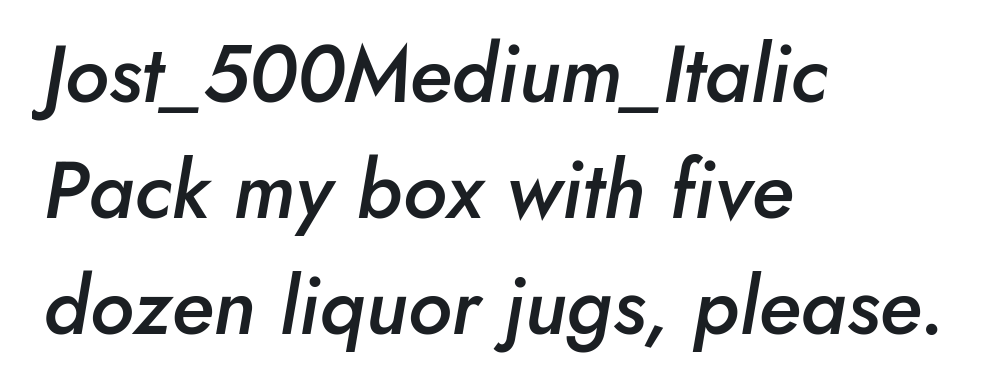 Jost_500Medium_Italic
Pack my box with five
dozen liquor jugs, please.